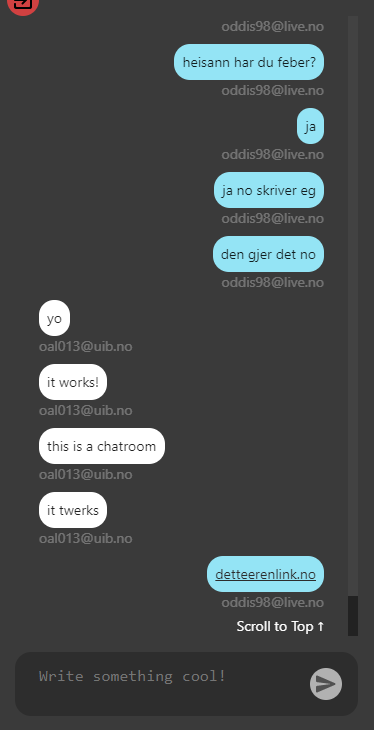 oddis98@live.no
heisann har du feber?
oddis98@live.no
ja
oddis98@live.no
ja no skriver eg
oddis98@live.no
den gjer det no
oddis98@live.no
yo
oal013@uib.no
it works!
oal013@uib.no
this is a chatroom
oal013@uib.no
it twerks
oal013@uib.no
detteerenlink.no
oddis98@live.no
Scroll to Top ↑
Write something cool!